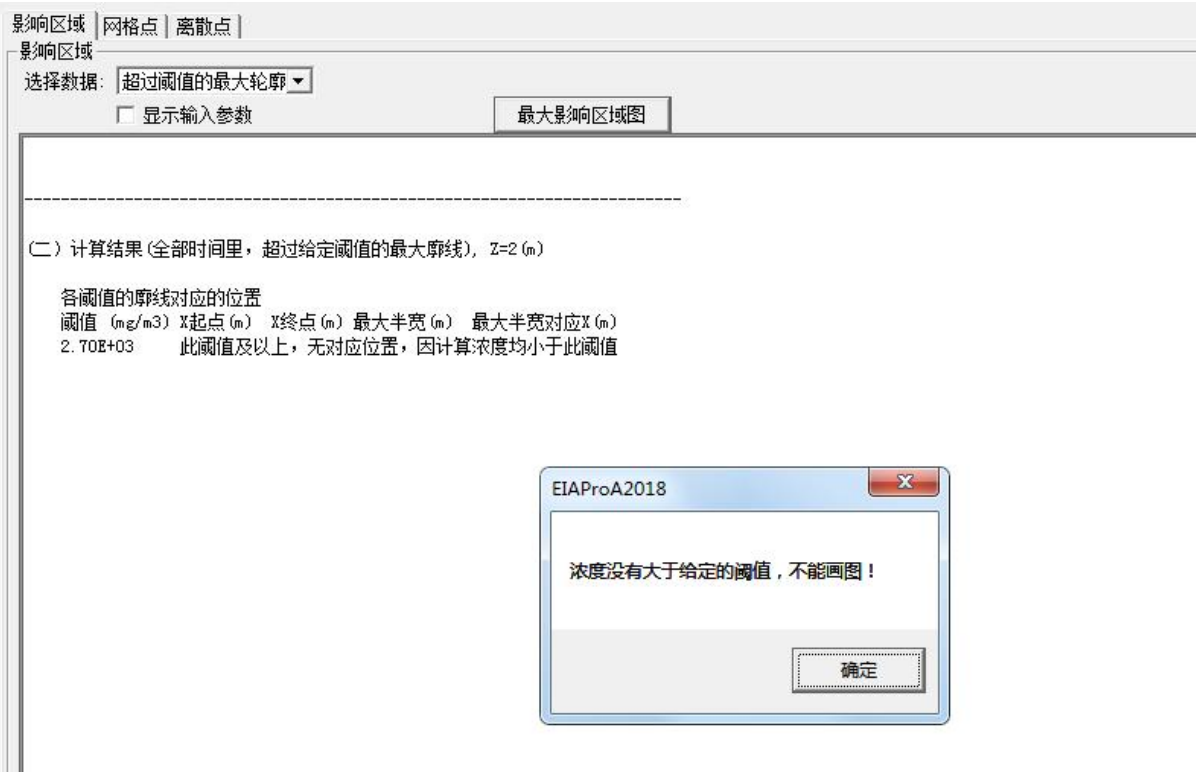 影响区域 网格点 离散点
影响区域
选择数据: 超过阈值的最大轮廓
显示输入参数 最大影响区域图
-----------------------------------------------------------------------
(二) 计算结果(全部时间里，超过给定阈值的最大廓线), Z=2(m)
各阈值的廓线对应的位置
阈值 (mg/m3) X起点(m) X终点(m) 最大半宽(m) 最大半宽对应X(m)
2.70E+03 此阈值及以上，无对应位置，因计算浓度均小于此阈值
EIAProA2018
浓度没有大于给定的阈值，不能画图！
确定